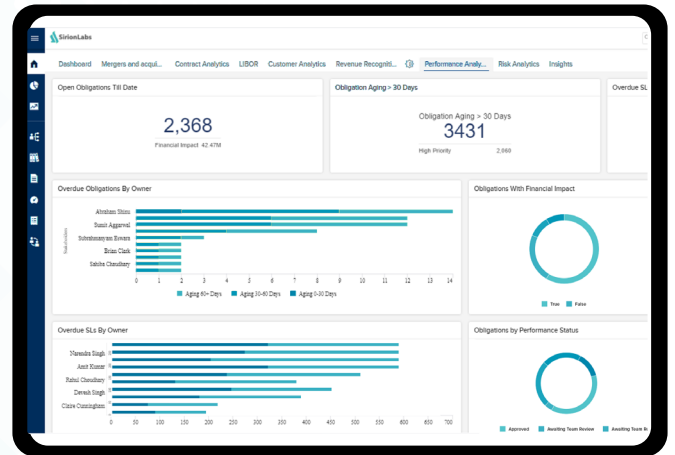 SirionLabs
Dashboard Mergers and acqui... Contract Analytics LIBOR Customer Analytics Revenue Recogniti... Performance Analy... Risk Analytics Insights
Open Obligations Till Date
2,368
Financial Impact 42.47M
Obligation Aging > 30 Days
Obligation Aging > 30 Days
3431
High Priority 2,060
Overdue SL
Overdue Obligations By Owner
Stakeholders
Abraham Shinu
Sumit Aggarwal
Subrahmanyam Eswara
Brian Clark
Sahiba Choudhary
0 1 2 3 4 5 6 7 8 9 10 11 12 13 14
Aging 60+ Days Aging 30-60 Days Aging 0-30 Days
Obligations With Financial Impact
True False
Overdue SLs By Owner
Narendra Singh
Amit Kumar
Rahul Choudhary
Devesh Singh
Claire Cunningham
0 50 100 150 200 250 300 350 400 450 500 550 600 650 700
Obligations by Performance Status
Approved Awaiting Team Review Awaiting Team R